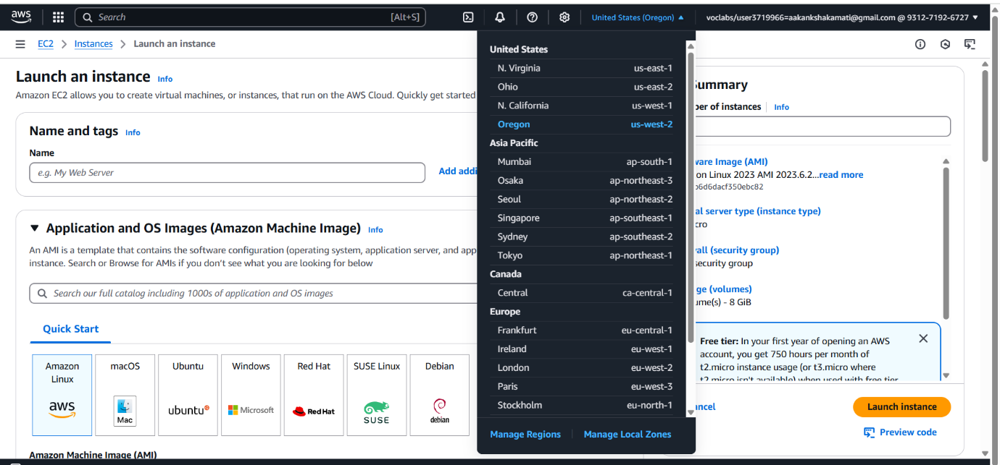 aws
Search
[Alt+S]
United States (Oregon)
voclabs/user3719966=aakankshakamati@gmail.com @ 9312-7192-6727
EC2
Instances
Launch an instance
Launch an instance Info
Amazon EC2 allows you to create virtual machines, or instances, that run on the AWS Cloud. Quickly get started
Name and tags Info
Name
e.g. My Web Server
Add addi
Application and OS Images (Amazon Machine Image) Info
An AMI is a template that contains the software configuration (operating system, application server, and app
instance. Search or Browse for AMIs if you don't see what you are looking for below
Search our full catalog including 1000s of application and OS images
Quick Start
Amazon
Linux
aws
macOS
Mac
Ubuntu
ubuntu
Windows
Microsoft
Red Hat
Red Hat
SUSE Linux
SUSE
Debian
debian
Amazon Machine Image (AMI)
United States
N. Virginia us-east-1
Ohio us-east-2
N. California us-west-1
Oregon us-west-2
Asia Pacific
Mumbai ap-south-1
Osaka ap-northeast-3
Seoul ap-northeast-2
Singapore ap-southeast-1
Sydney ap-southeast-2
Tokyo ap-northeast-1
Canada
Central ca-central-1
Europe
Frankfurt eu-central-1
Ireland eu-west-1
London eu-west-2
Paris eu-west-3
Stockholm eu-north-1
Manage Regions
Manage Local Zones
Summary
ber of instances Info
ware Image (AMI)
on Linux 2023 AMI 2023.6.2...read more
b6d6dacf350ebc82
al server type (instance type)
cro
wall (security group)
security group
ge (volumes)
ume(s) - 8 GiB
Free tier: In your first year of opening an AWS
account, you get 750 hours per month of
t2.micro instance usage (or t3.micro where
t2.micro isn't available) when used with free tier
ancel
Launch instance
Preview code